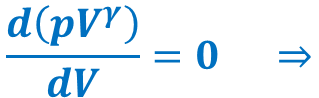 d(pV^γ)/dV = 0 ⇒